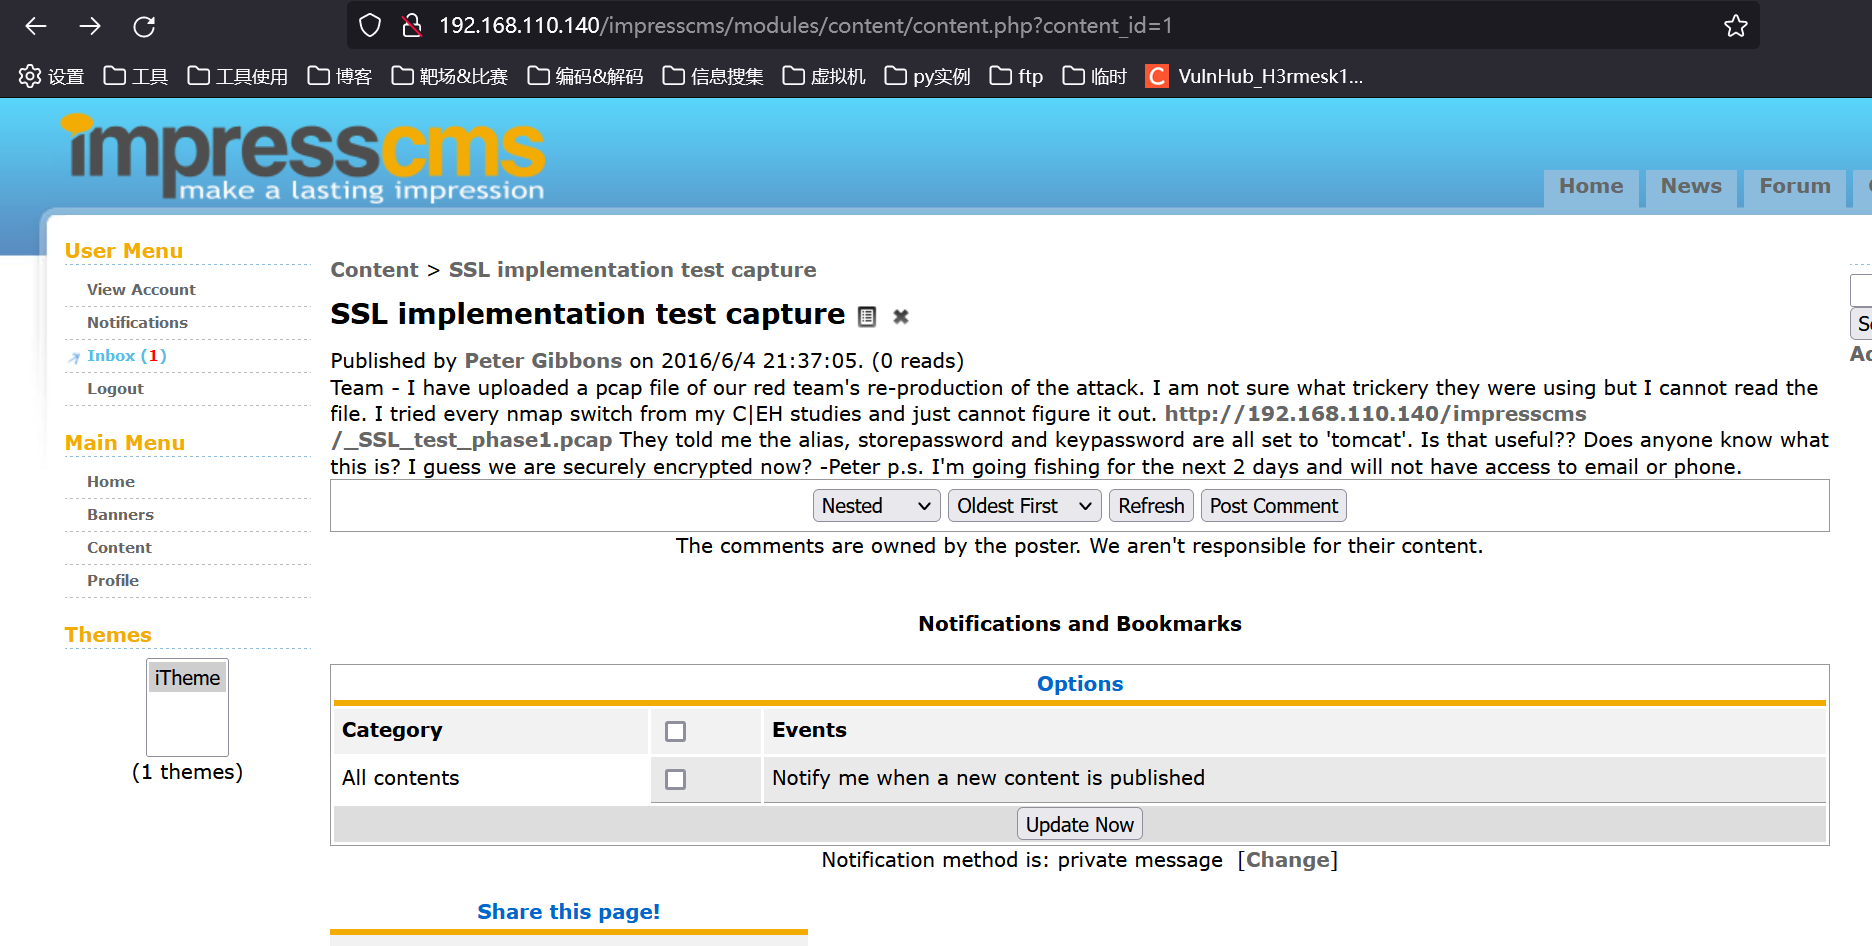 192.168.110.140/impresscms/modules/content/content.php?content_id=1
设置 工具 工具使用 博客 靶场&比赛 编码&解码 信息搜集 虚拟机 py实例 ftp 临时 C VulnHub_H3rmesk1...
impresscms
make a lasting impression
Home News Forum
User Menu
View Account
Notifications
Inbox (1)
Logout
Main Menu
Home
Banners
Content
Profile
Themes
iTheme
(1 themes)
Content > SSL implementation test capture
SSL implementation test capture
Published by Peter Gibbons on 2016/6/4 21:37:05. (0 reads)
Team - I have uploaded a pcap file of our red team's re-production of the attack. I am not sure what trickery they were using but I cannot read the
file. I tried every nmap switch from my C|EH studies and just cannot figure it out. http://192.168.110.140/impresscms
/_SSL_test_phase1.pcap They told me the alias, storepassword and keypassword are all set to 'tomcat'. Is that useful?? Does anyone know what
this is? I guess we are securely encrypted now? -Peter p.s. I'm going fishing for the next 2 days and will not have access to email or phone.
Nested Oldest First Refresh Post Comment
The comments are owned by the poster. We aren't responsible for their content.
Notifications and Bookmarks
Options
Category Events
All contents Notify me when a new content is published
Update Now
Notification method is: private message [Change]
Share this page!